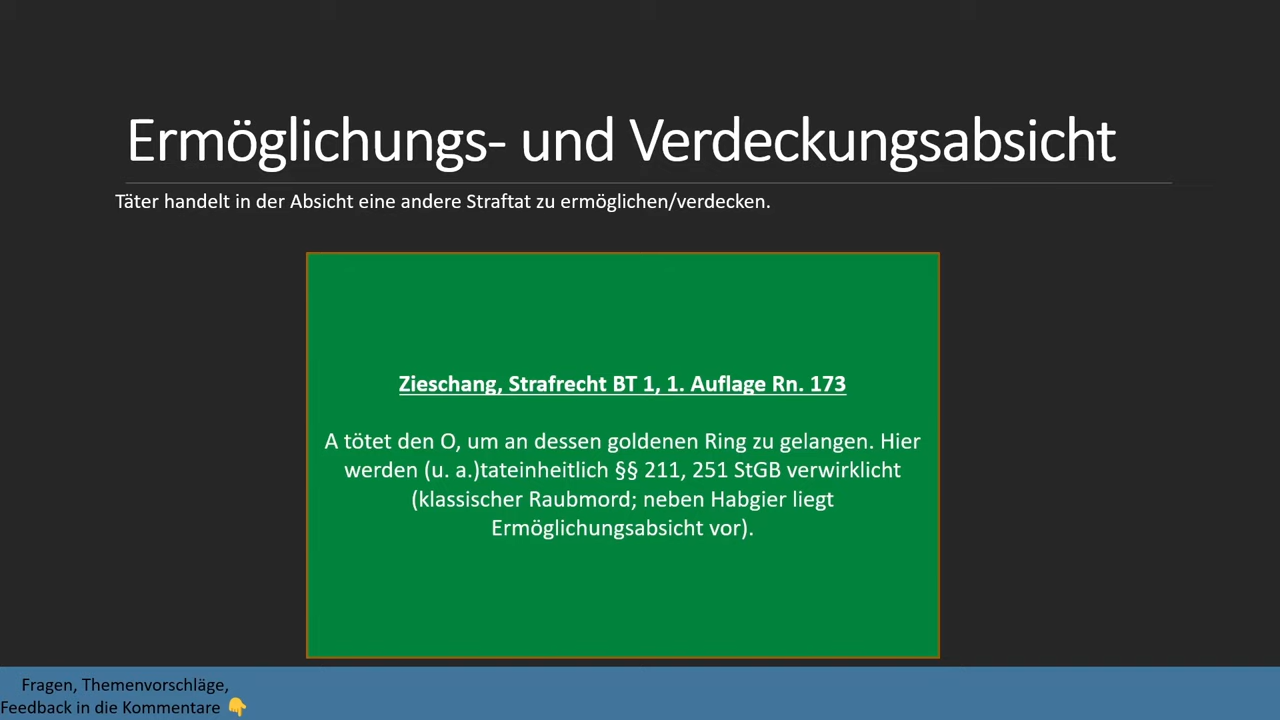 Ermöglichungs- und Verdeckungsabsicht
Täter handelt in der Absicht eine andere Straftat zu ermöglichen/verdecken.
Zieschang, Strafrecht BT 1, 1. Auflage Rn. 173
A tötet den O, um an dessen goldenen Ring zu gelangen. Hier
werden (u. a.)tateinheitlich §§ 211, 251 StGB verwirklicht
(klassischer Raubmord; neben Habgier liegt
Ermöglichungsabsicht vor).
Fragen, Themenvorschläge,
Feedback in die Kommentare 👇